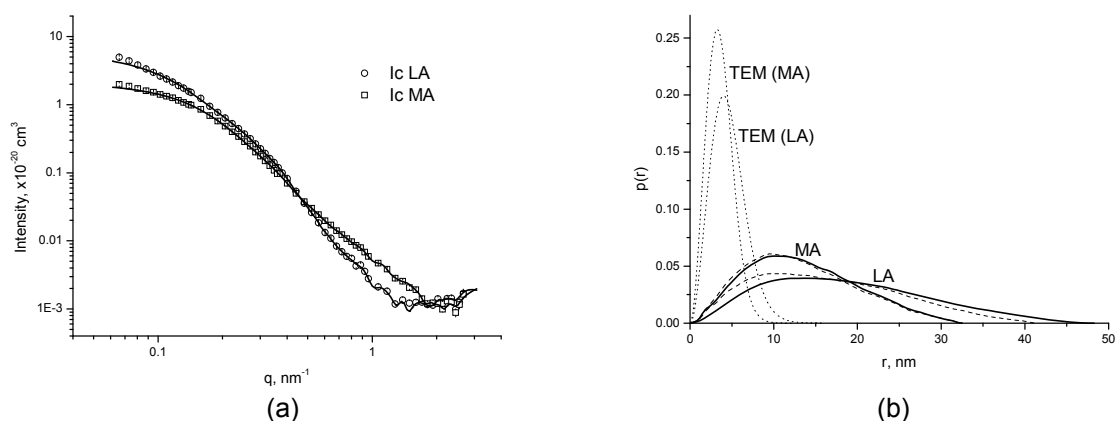 10
1
0.1
0.01
1E-3
Intensity, x10⁻²⁰ cm³
0.1
1
q, nm⁻¹
Ic LA
Ic MA
(a)
0.25
0.20
0.15
0.10
0.05
0.00
p(r)
TEM (MA)
TEM (LA)
MA
LA
0
10
20
30
40
50
r, nm
(b)